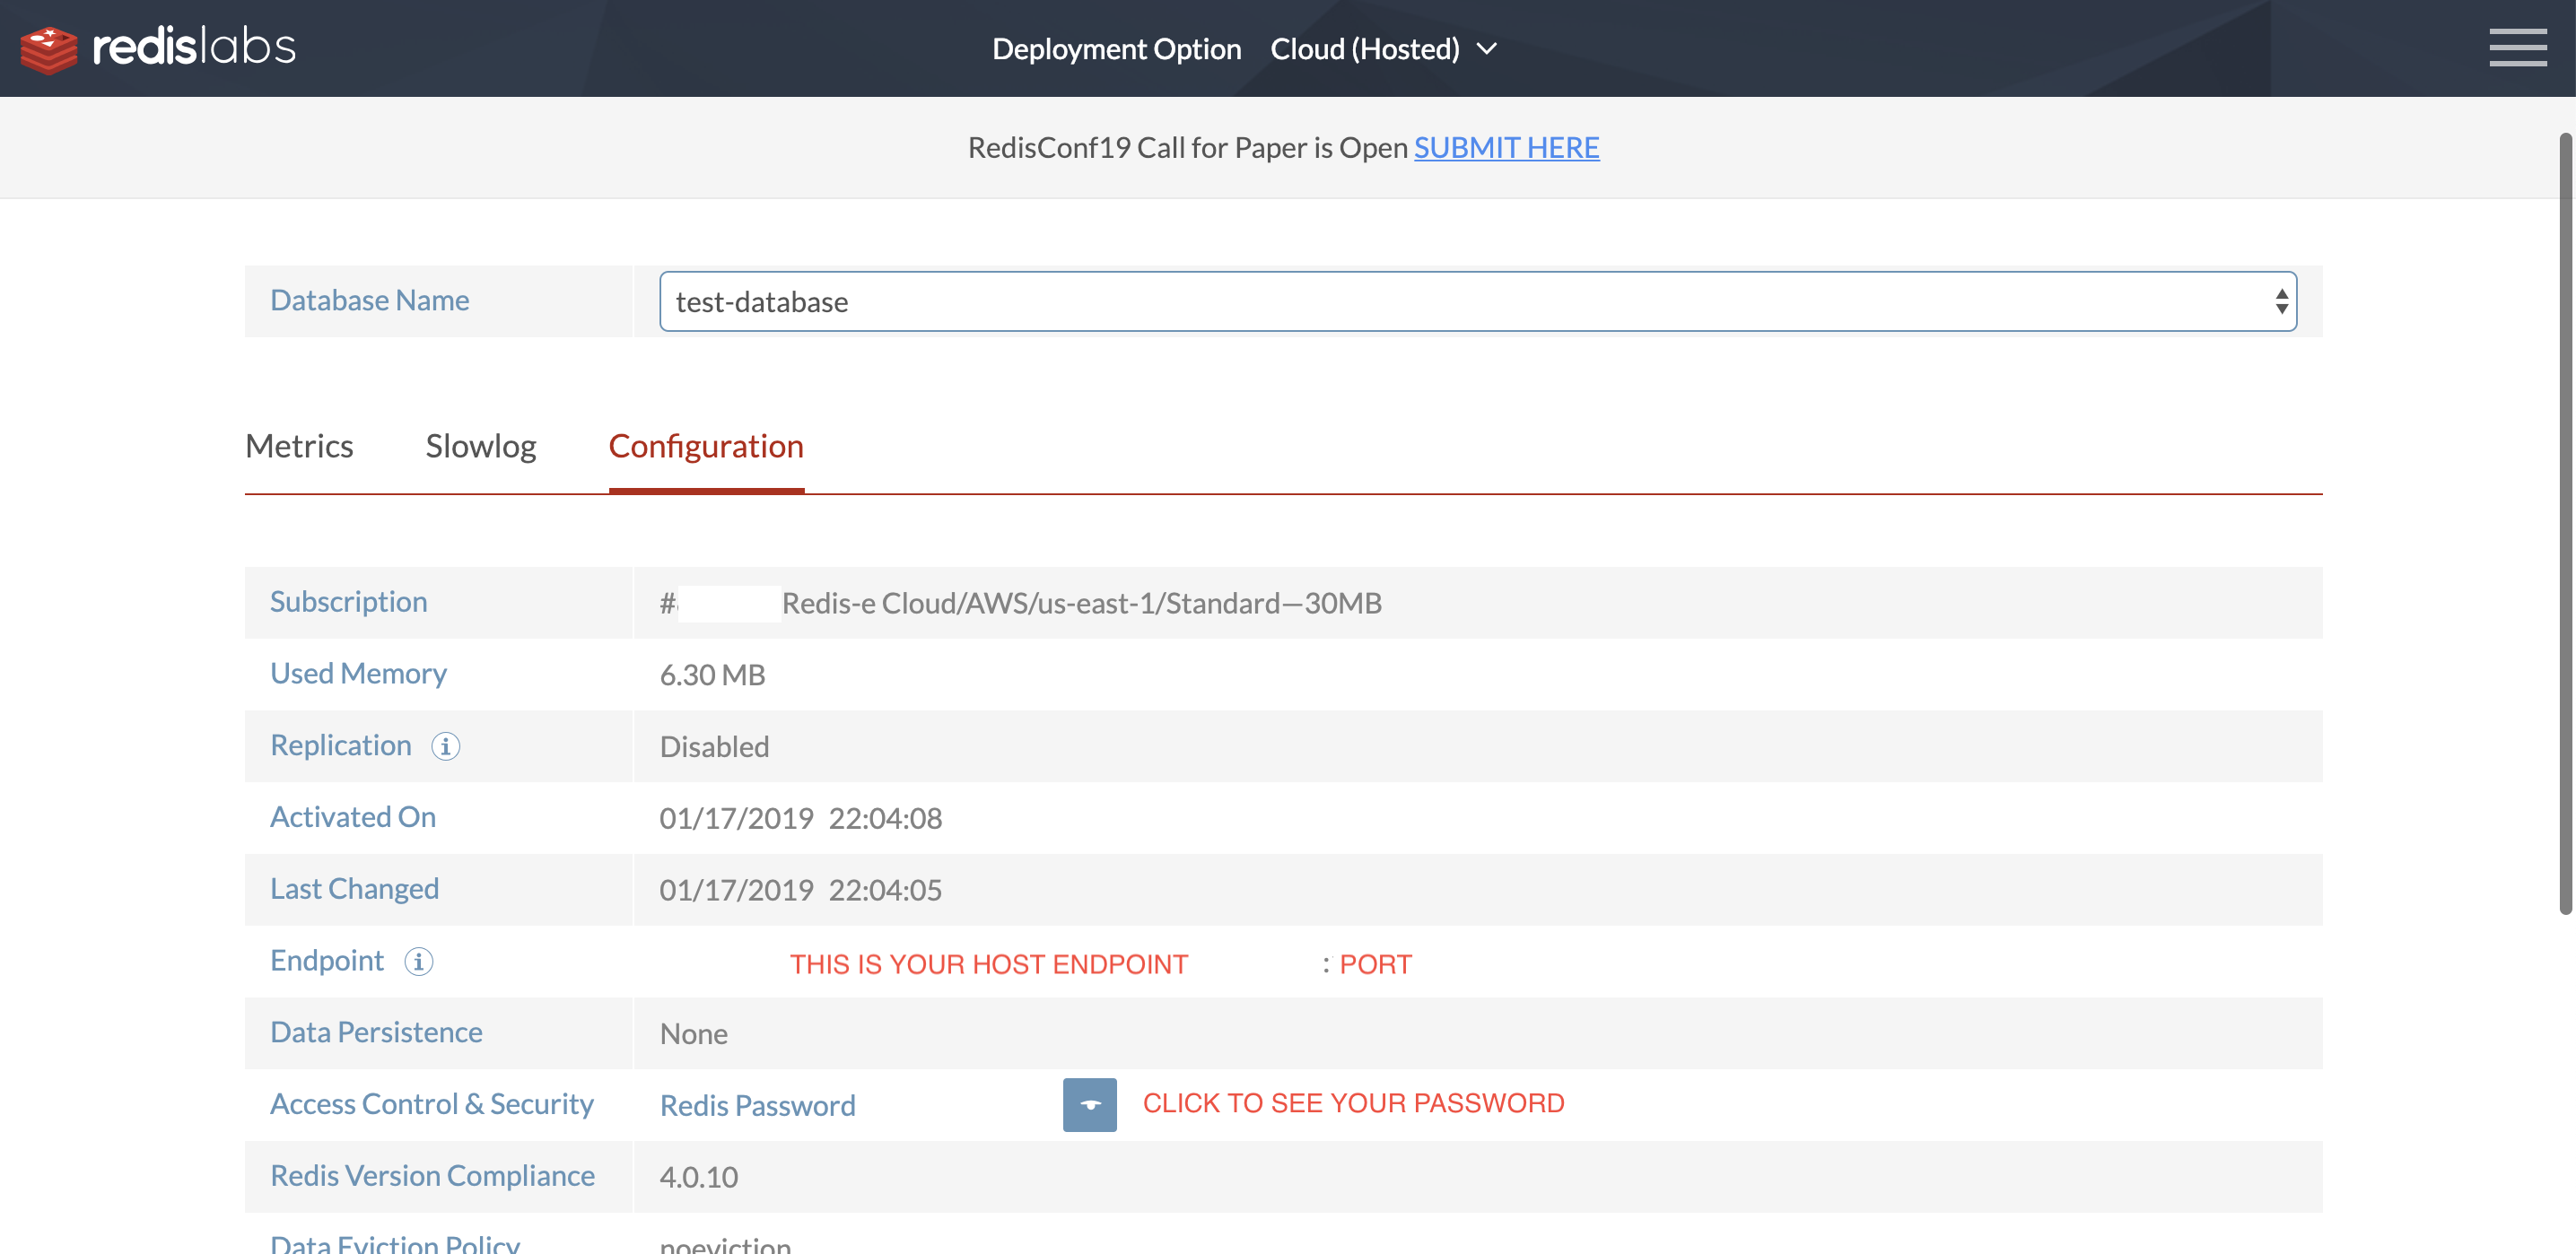 redislabs
Deployment Option Cloud (Hosted)
RedisConf19 Call for Paper is Open SUBMIT HERE
Database Name test-database
Metrics Slowlog Configuration
Subscription # Redis-e Cloud/AWS/us-east-1/Standard—30MB
Used Memory 6.30 MB
Replication i Disabled
Activated On 01/17/2019 22:04:08
Last Changed 01/17/2019 22:04:05
Endpoint i THIS IS YOUR HOST ENDPOINT : PORT
Data Persistence None
Access Control & Security Redis Password CLICK TO SEE YOUR PASSWORD
Redis Version Compliance 4.0.10
Data Eviction Policy noeviction